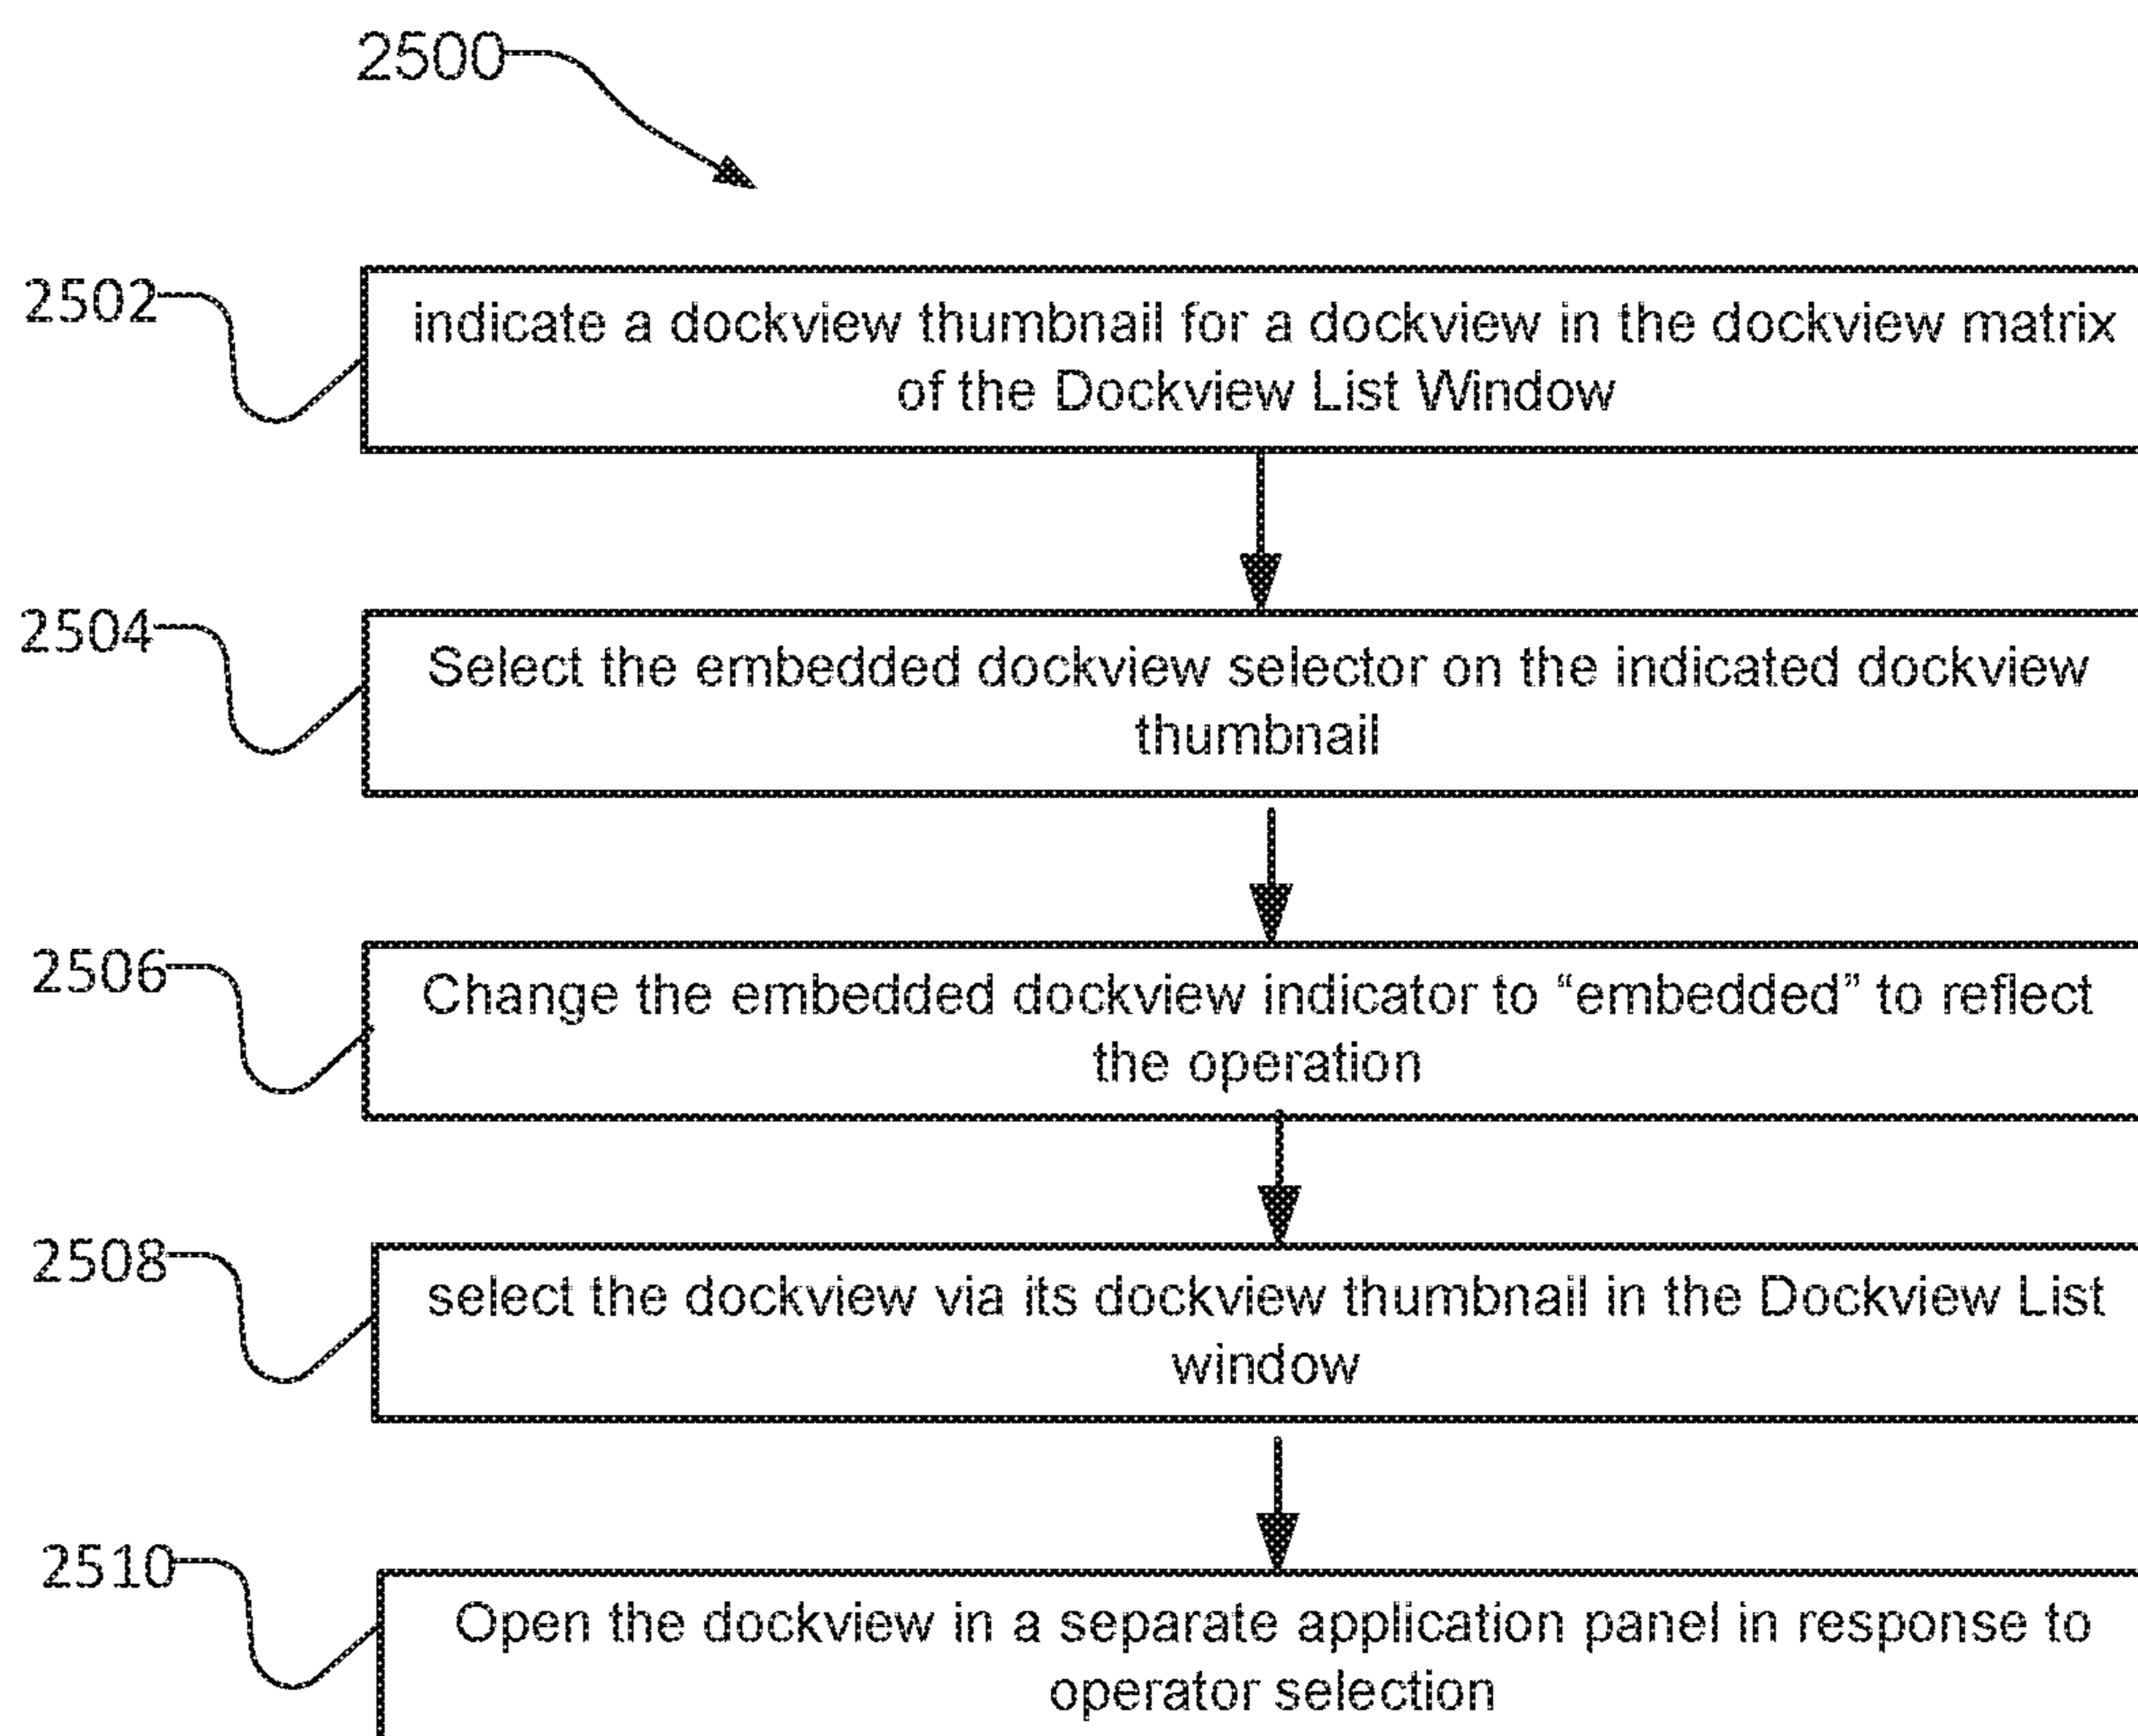 2500
2502
indicate a dockview thumbnail for a dockview in the dockview matrix
of the Dockview List Window
2504
Select the embedded dockview selector on the indicated dockview
thumbnail
2506
Change the embedded dockview indicator to “embedded” to reflect
the operation
2508
select the dockview via its dockview thumbnail in the Dockview List
window
2510
Open the dockview in a separate application panel in response to
operator selection